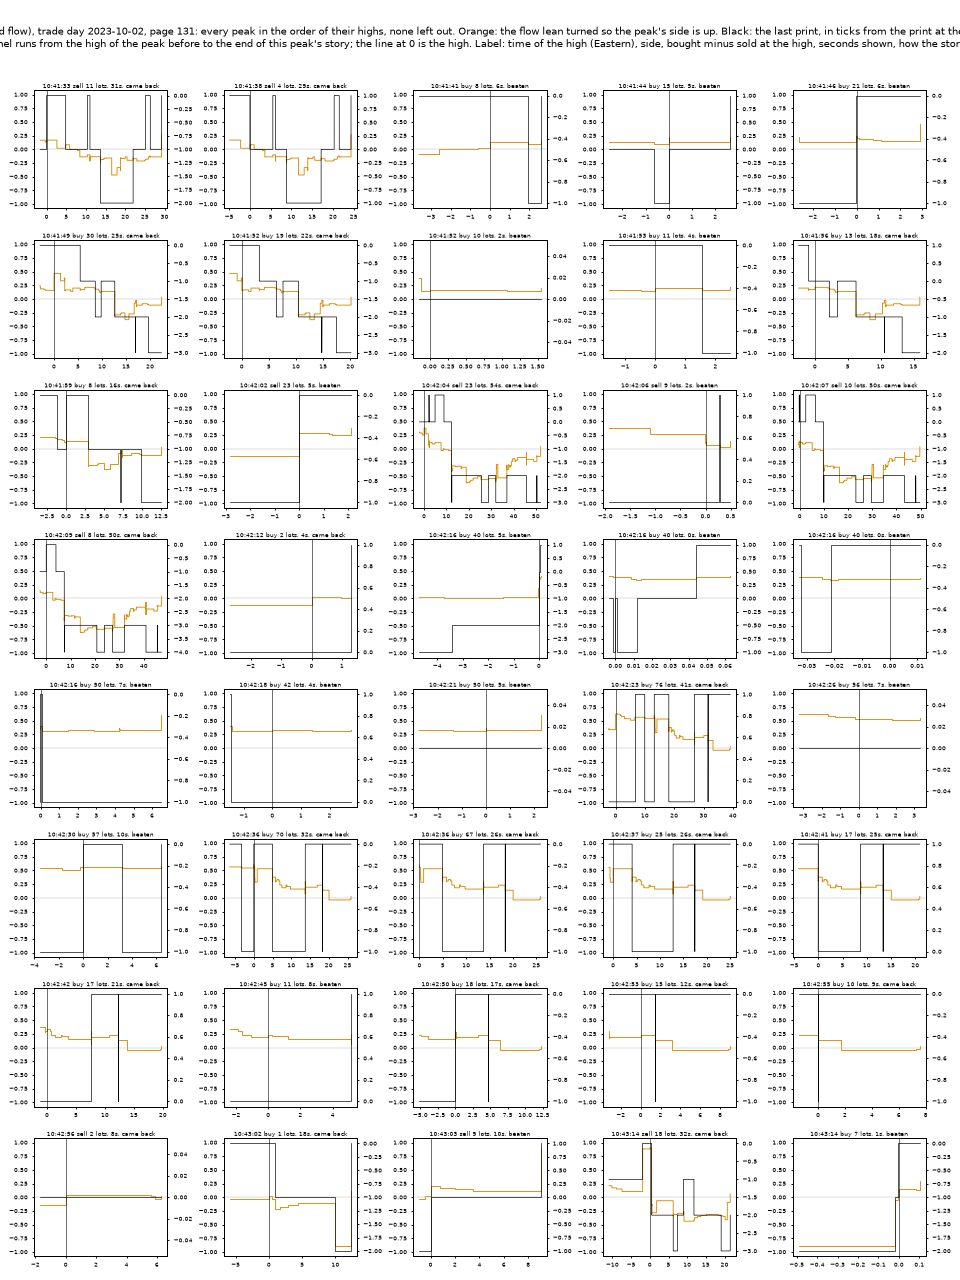 d flow), trade day 2023-10-02, page 131: every peak in the order of their highs, none left out. Orange: the flow lean turned so the peak's side is up. Black: the last print, in ticks from the print at the
nel runs from the high of the peak before to the end of this peak's story; the line at 0 is the high. Label: time of the high (Eastern), side, bought minus sold at the high, seconds shown, how the stor
10:41:33 sell 11 lots. 31s. came back
10:41:38 sell 4 lots. 25s. came back
10:41:41 buy 8 lots. 6s. beaten
10:41:44 buy 15 lots. 5s. beaten
10:41:46 buy 21 lots. 6s. beaten
10:41:49 buy 30 lots. 25s. came back
10:41:52 buy 19 lots. 22s. came back
10:41:52 buy 10 lots. 2s. beaten
10:41:53 buy 11 lots. 4s. beaten
10:41:56 buy 13 lots. 18s. came back
10:41:59 buy 8 lots. 16s. came back
10:42:02 sell 23 lots. 5s. beaten
10:42:04 sell 23 lots. 54s. came back
10:42:06 sell 9 lots. 2s. beaten
10:42:07 sell 10 lots. 50s. came back
10:42:09 sell 8 lots. 50s. came back
10:42:12 buy 2 lots. 4s. came back
10:42:16 buy 40 lots. 5s. beaten
10:42:16 buy 40 lots. 0s. beaten
10:42:16 buy 40 lots. 0s. beaten
10:42:16 buy 50 lots. 7s. beaten
10:42:18 buy 42 lots. 4s. beaten
10:42:21 buy 50 lots. 5s. beaten
10:42:23 buy 76 lots. 41s. came back
10:42:26 buy 56 lots. 7s. beaten
10:42:30 buy 57 lots. 10s. beaten
10:42:36 buy 70 lots. 32s. came back
10:42:36 buy 67 lots. 26s. came back
10:42:37 buy 25 lots. 26s. came back
10:42:41 buy 17 lots. 25s. came back
10:42:42 buy 17 lots. 21s. came back
10:42:45 buy 11 lots. 8s. beaten
10:42:50 buy 18 lots. 17s. came back
10:42:53 buy 15 lots. 12s. came back
10:42:55 buy 10 lots. 9s. came back
10:42:56 sell 2 lots. 8s. came back
10:43:02 buy 1 lots. 18s. came back
10:43:03 sell 9 lots. 10s. beaten
10:43:14 sell 18 lots. 32s. came back
10:43:14 buy 7 lots. 1s. beaten